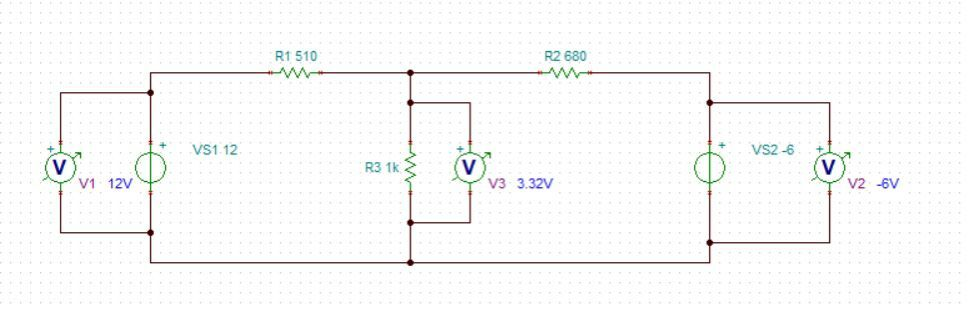 R1 510
R2 680
+
+
VS1 12
R3 1k
+
+
VS2 -6
+
V
V
V
V1 12V
V3 3.32V
V2 -6V